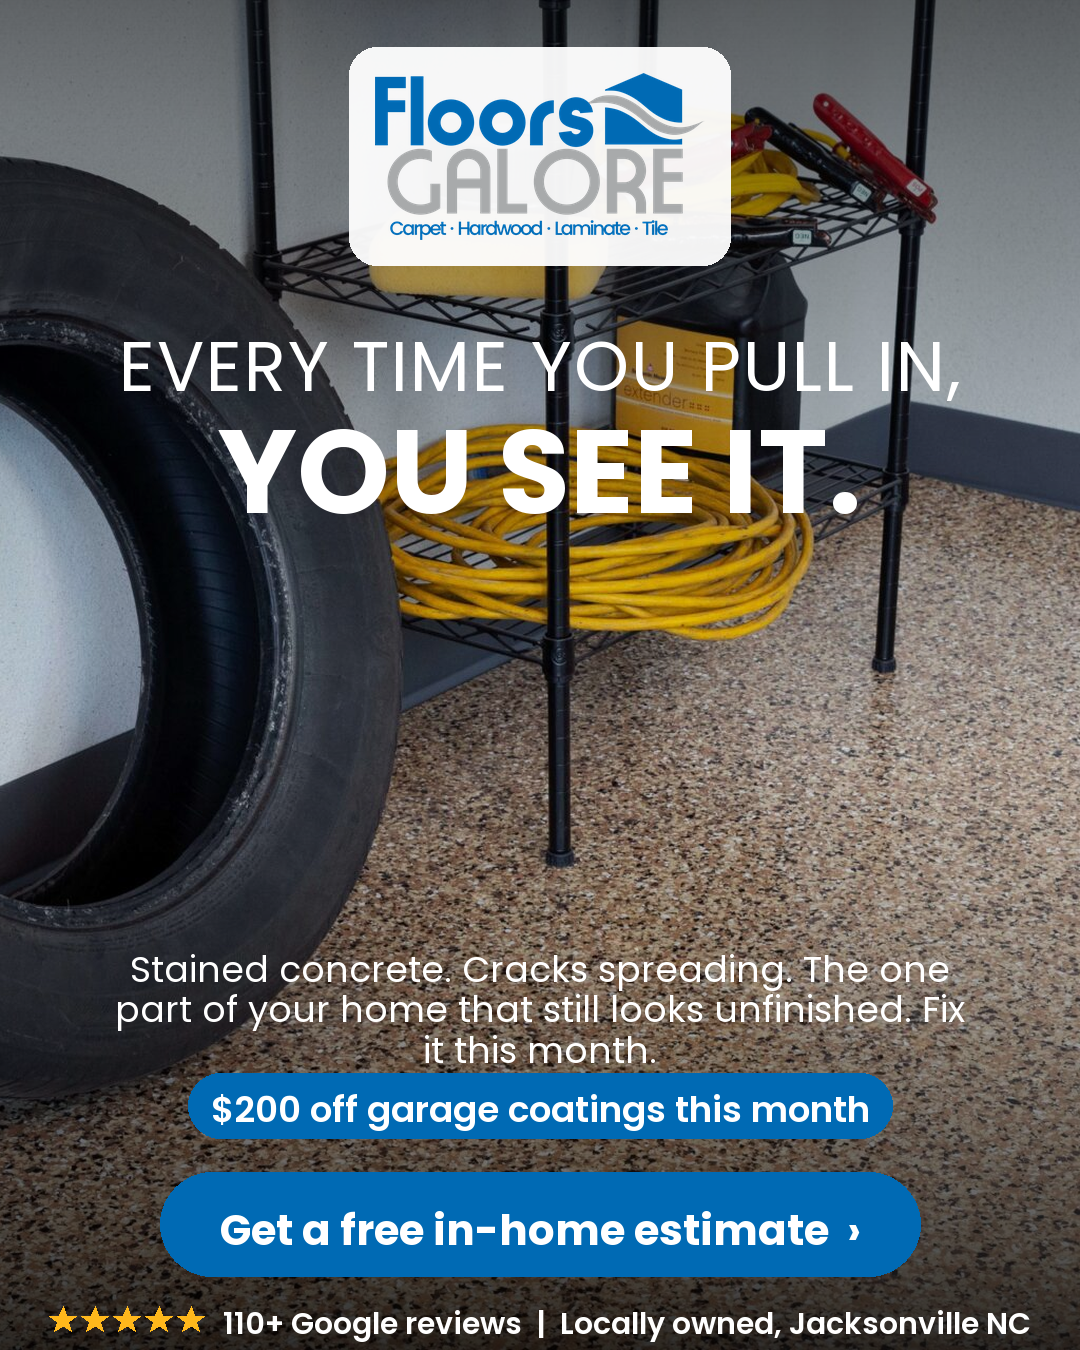 Floors
GALORE
Carpet · Hardwood · Laminate · Tile
EVERY TIME YOU PULL IN,
YOU SEE IT.
extender
Stained concrete. Cracks spreading. The one
part of your home that still looks unfinished. Fix
it this month.
$200 off garage coatings this month
Get a free in-home estimate ›
110+ Google reviews | Locally owned, Jacksonville NC